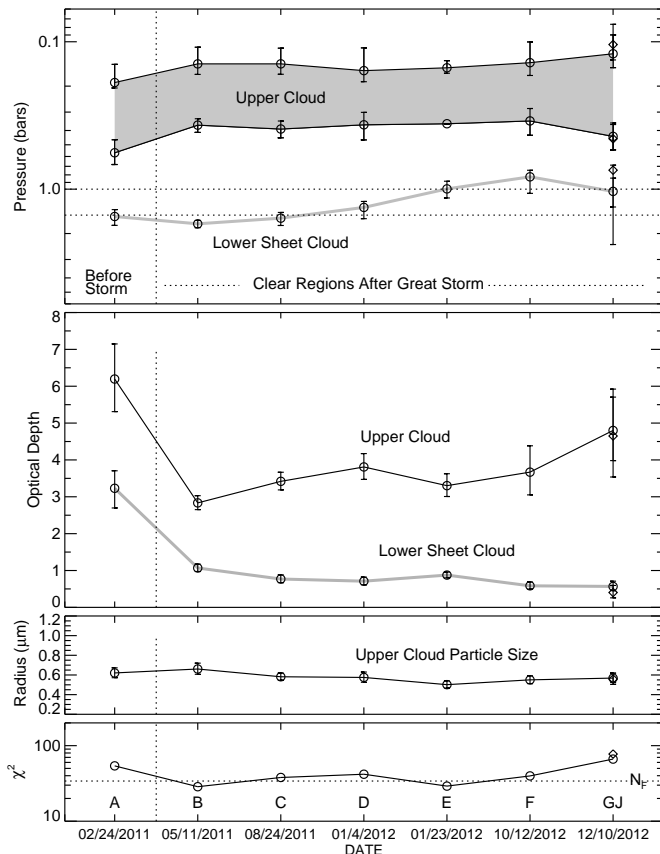 0.1
Pressure (bars)
Upper Cloud
1.0
Lower Sheet Cloud
Before
Storm
Clear Regions After Great Storm
8
7
6
5
4
3
2
1
0
Optical Depth
Upper Cloud
Lower Sheet Cloud
1.2
1.0
0.8
0.6
0.4
0.2
Radius (μm)
Upper Cloud Particle Size
100
10
χ²
N_F
A B C D E F GJ
02/24/2011 05/11/2011 08/24/2011 01/4/2012 01/23/2012 10/12/2012 12/10/2012
DATE